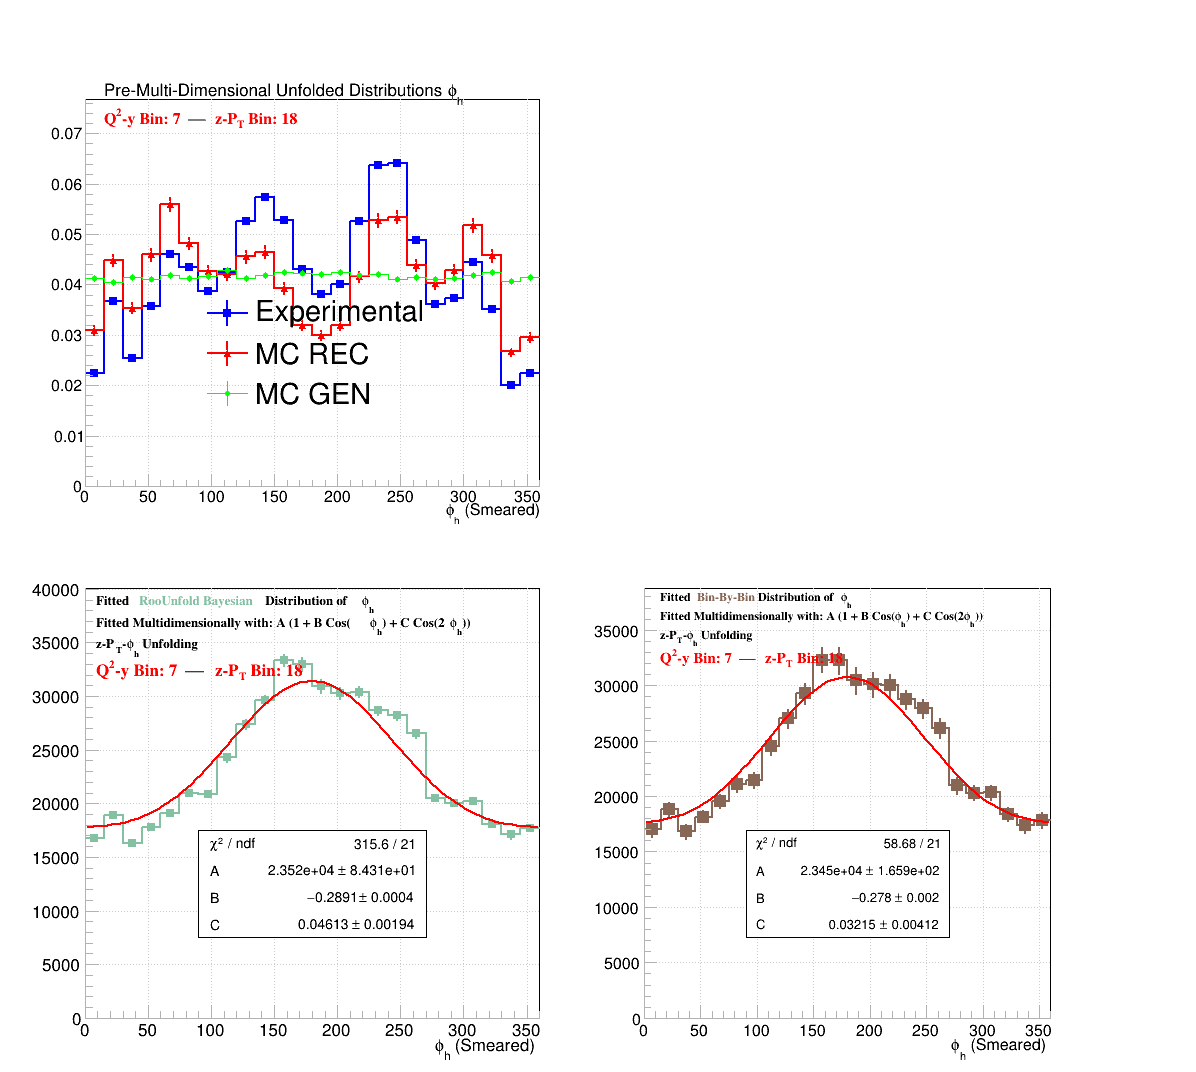 Pre-Multi-Dimensional Unfolded Distributions ϕh
Q2-y Bin: 7 — z-PT Bin: 18
0.07
0.06
0.05
0.04
0.03
0.02
0.01
0
Experimental
MC REC
MC GEN
0 50 100 150 200 250 300 350
ϕh (Smeared)
Fitted RooUnfold Bayesian Distribution of ϕh
Fitted Multidimensionally with: A (1 + B Cos( ϕh) + C Cos(2 ϕh))
z-PT-ϕh Unfolding
Q2-y Bin: 7 — z-PT Bin: 18
40000
35000
30000
25000
20000
15000
10000
5000
0
χ2 / ndf 315.6 / 21
A 2.352e+04 ± 8.431e+01
B −0.2891 ± 0.0004
C 0.04613 ± 0.00194
0 50 100 150 200 250 300 350
ϕh (Smeared)
Fitted Bin-By-Bin Distribution of ϕh
Fitted Multidimensionally with: A (1 + B Cos(ϕh) + C Cos(2ϕh))
z-PT-ϕh Unfolding
Q2-y Bin: 7 — z-PT Bin: 18
35000
30000
25000
20000
15000
10000
5000
0
χ2 / ndf 58.68 / 21
A 2.345e+04 ± 1.659e+02
B −0.278 ± 0.002
C 0.03215 ± 0.00412
0 50 100 150 200 250 300 350
ϕh (Smeared)